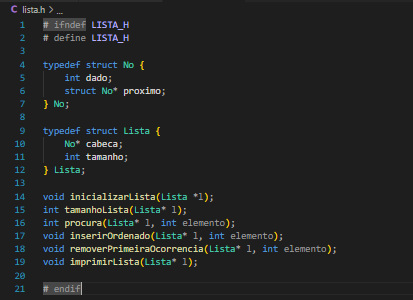 C lista.h > ...
1 # ifndef LISTA_H
2 # define LISTA_H
3
4 typedef struct No {
5 int dado;
6 struct No* proximo;
7 } No;
8
9 typedef struct Lista {
10 No* cabeca;
11 int tamanho;
12 } Lista;
13
14 void inicializarLista(Lista *l);
15 int tamanhoLista(Lista* l);
16 int procura(Lista* l, int elemento);
17 void inserirOrdenado(Lista* l, int elemento);
18 void removerPrimeiraOcorrencia(Lista* l, int elemento);
19 void imprimirLista(Lista* l);
20
21 # endif